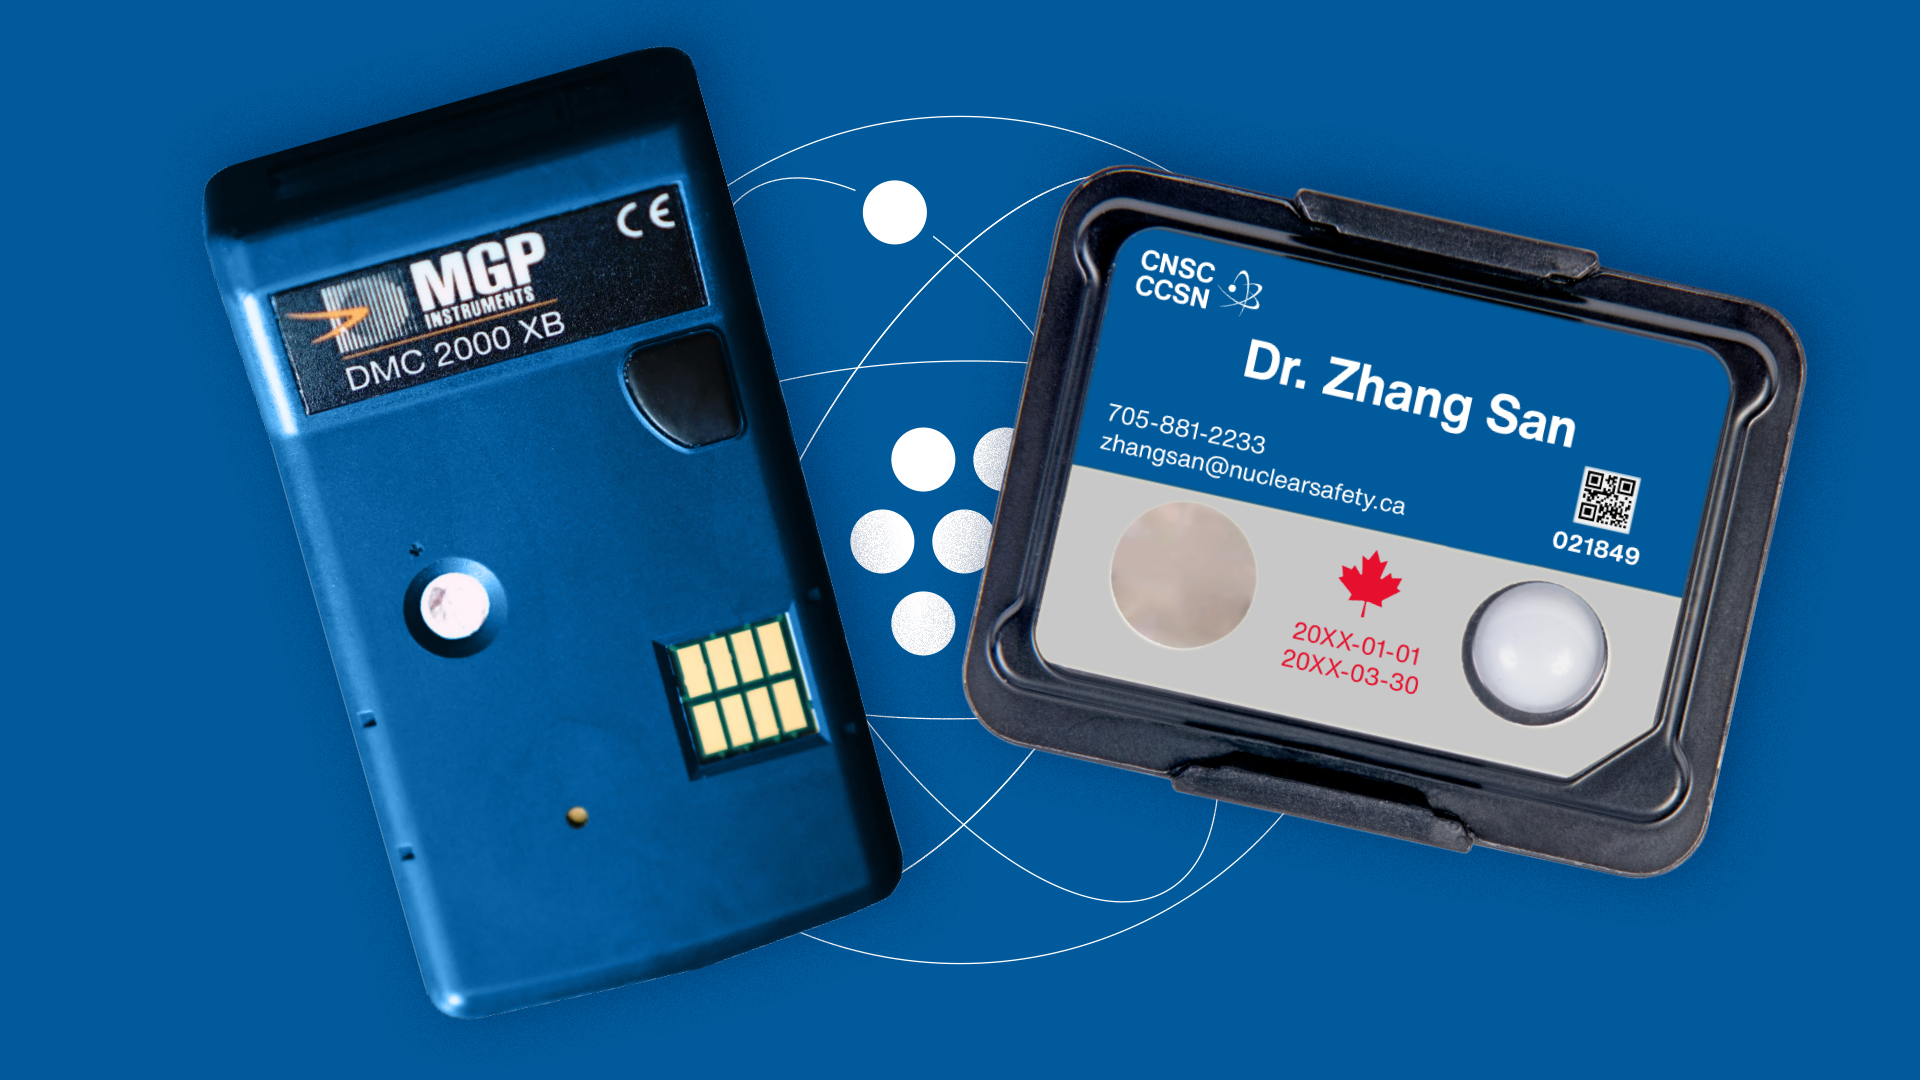 CE
MGP
INSTRUMENTS
DMC 2000 XB
CNSC
CCSN
Dr. Zhang San
705-881-2233
zhangsan@nuclearsafety.ca
021849
20XX-01-01
20XX-03-30